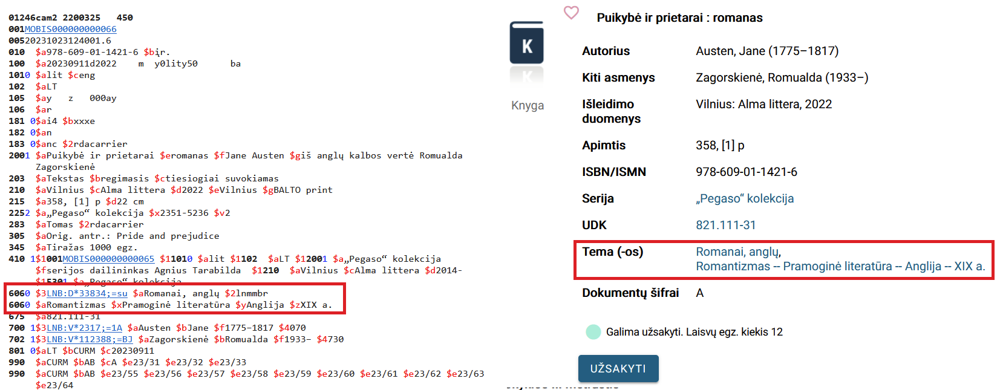 01246cam2 2200325   450
001MOBIS000000000066
00520231023124001.6
010  $a978-609-01-1421-6 $bįr.
100  $a20230911d2022    m  y0lity50      ba
1010 $alit $ceng
102  $aLT
105  $ay   z   000ay
106  $ar
181 0$ai4 $bxxxe
182 0$an
183 0$anc $2rdacarrier
2001 $aPuikybė ir prietarai $eromanas $fJane Austen $giš anglų kalbos vertė Romualda
Zagorskienė
203  $aTekstas $bregimasis $ctiesiogiai suvokiamas
210  $aVilnius $cAlma littera $d2022 $eVilnius $gBALTO print
215  $a358, [1] p $d22 cm
2252 $a„Pegaso“ kolekcija $x2351-5236 $v2
283  $aTomas $2rdacarrier
305  $aOrig. antr.: Pride and prejudice
345  $aTiražas 1000 egz.
410 1$1001MOBIS000000000065 $11010 $alit $1102  $aLT $12001 $a„Pegaso“ kolekcija
$fserijos dailininkas Agnius Tarabilda  $1210  $aVilnius $cAlma littera $d2014-
$15301 $a„Pegaso“ kolekcija
6060 $3LNB:D*33834;=su $aRomanai, anglų $2lnmmbr
6060 $aRomantizmas $xPramoginė literatūra $yAnglija $zXIX a.
675  $a821.111-31
700 1$3LNB:V*2317;=1A $aAusten $bJane $f1775–1817 $4070
702 1$3LNB:V*112388;=BJ $aZagorskienė $bRomualda $f1933– $4730
801 0$aLT $bCURM $c20230911
990  $aCURM $bAB $cA $e23/31 $e23/32 $e23/33
990  $aCURM $bAB $e23/55 $e23/56 $e23/57 $e23/58 $e23/59 $e23/60 $e23/61 $e23/62 $e23/63
$e23/64
K
Knyga
Puikybė ir prietarai : romanas
Autorius Austen, Jane (1775–1817)
Kiti asmenys Zagorskienė, Romualda (1933–)
Išleidimo duomenys Vilnius: Alma littera, 2022
Apimtis 358, [1] p
ISBN/ISMN 978-609-01-1421-6
Serija „Pegaso“ kolekcija
UDK 821.111-31
Tema (-os) Romanai, anglų,
Romantizmas -- Pramoginė literatūra -- Anglija -- XIX a.
Dokumentų šifrai A
Galima užsakyti. Laisvų egz. kiekis 12
UŽSAKYTI